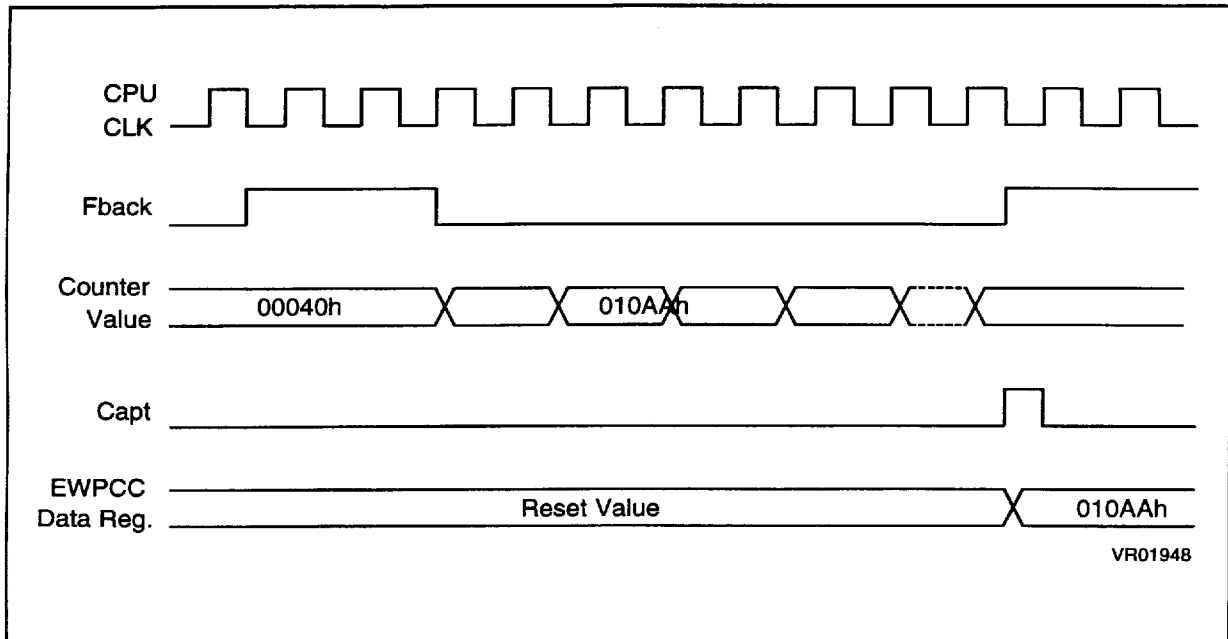 CPU
CLK
Fback
Counter
Value
00040h
010AAh
Capt
EWPCC
Data Reg.
Reset Value
010AAh
VR01948